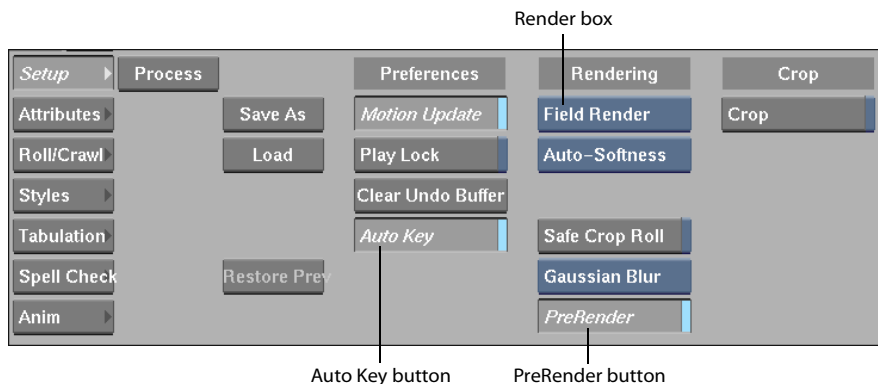 Render box
Setup Process Preferences Rendering Crop
Attributes Save As Motion Update Field Render Crop
Roll/Crawl Load Play Lock Auto-Softness
Styles Clear Undo Buffer
Tabulation Auto Key Safe Crop Roll
Spell Check Restore Prev Gaussian Blur
Anim PreRender
Auto Key button PreRender button